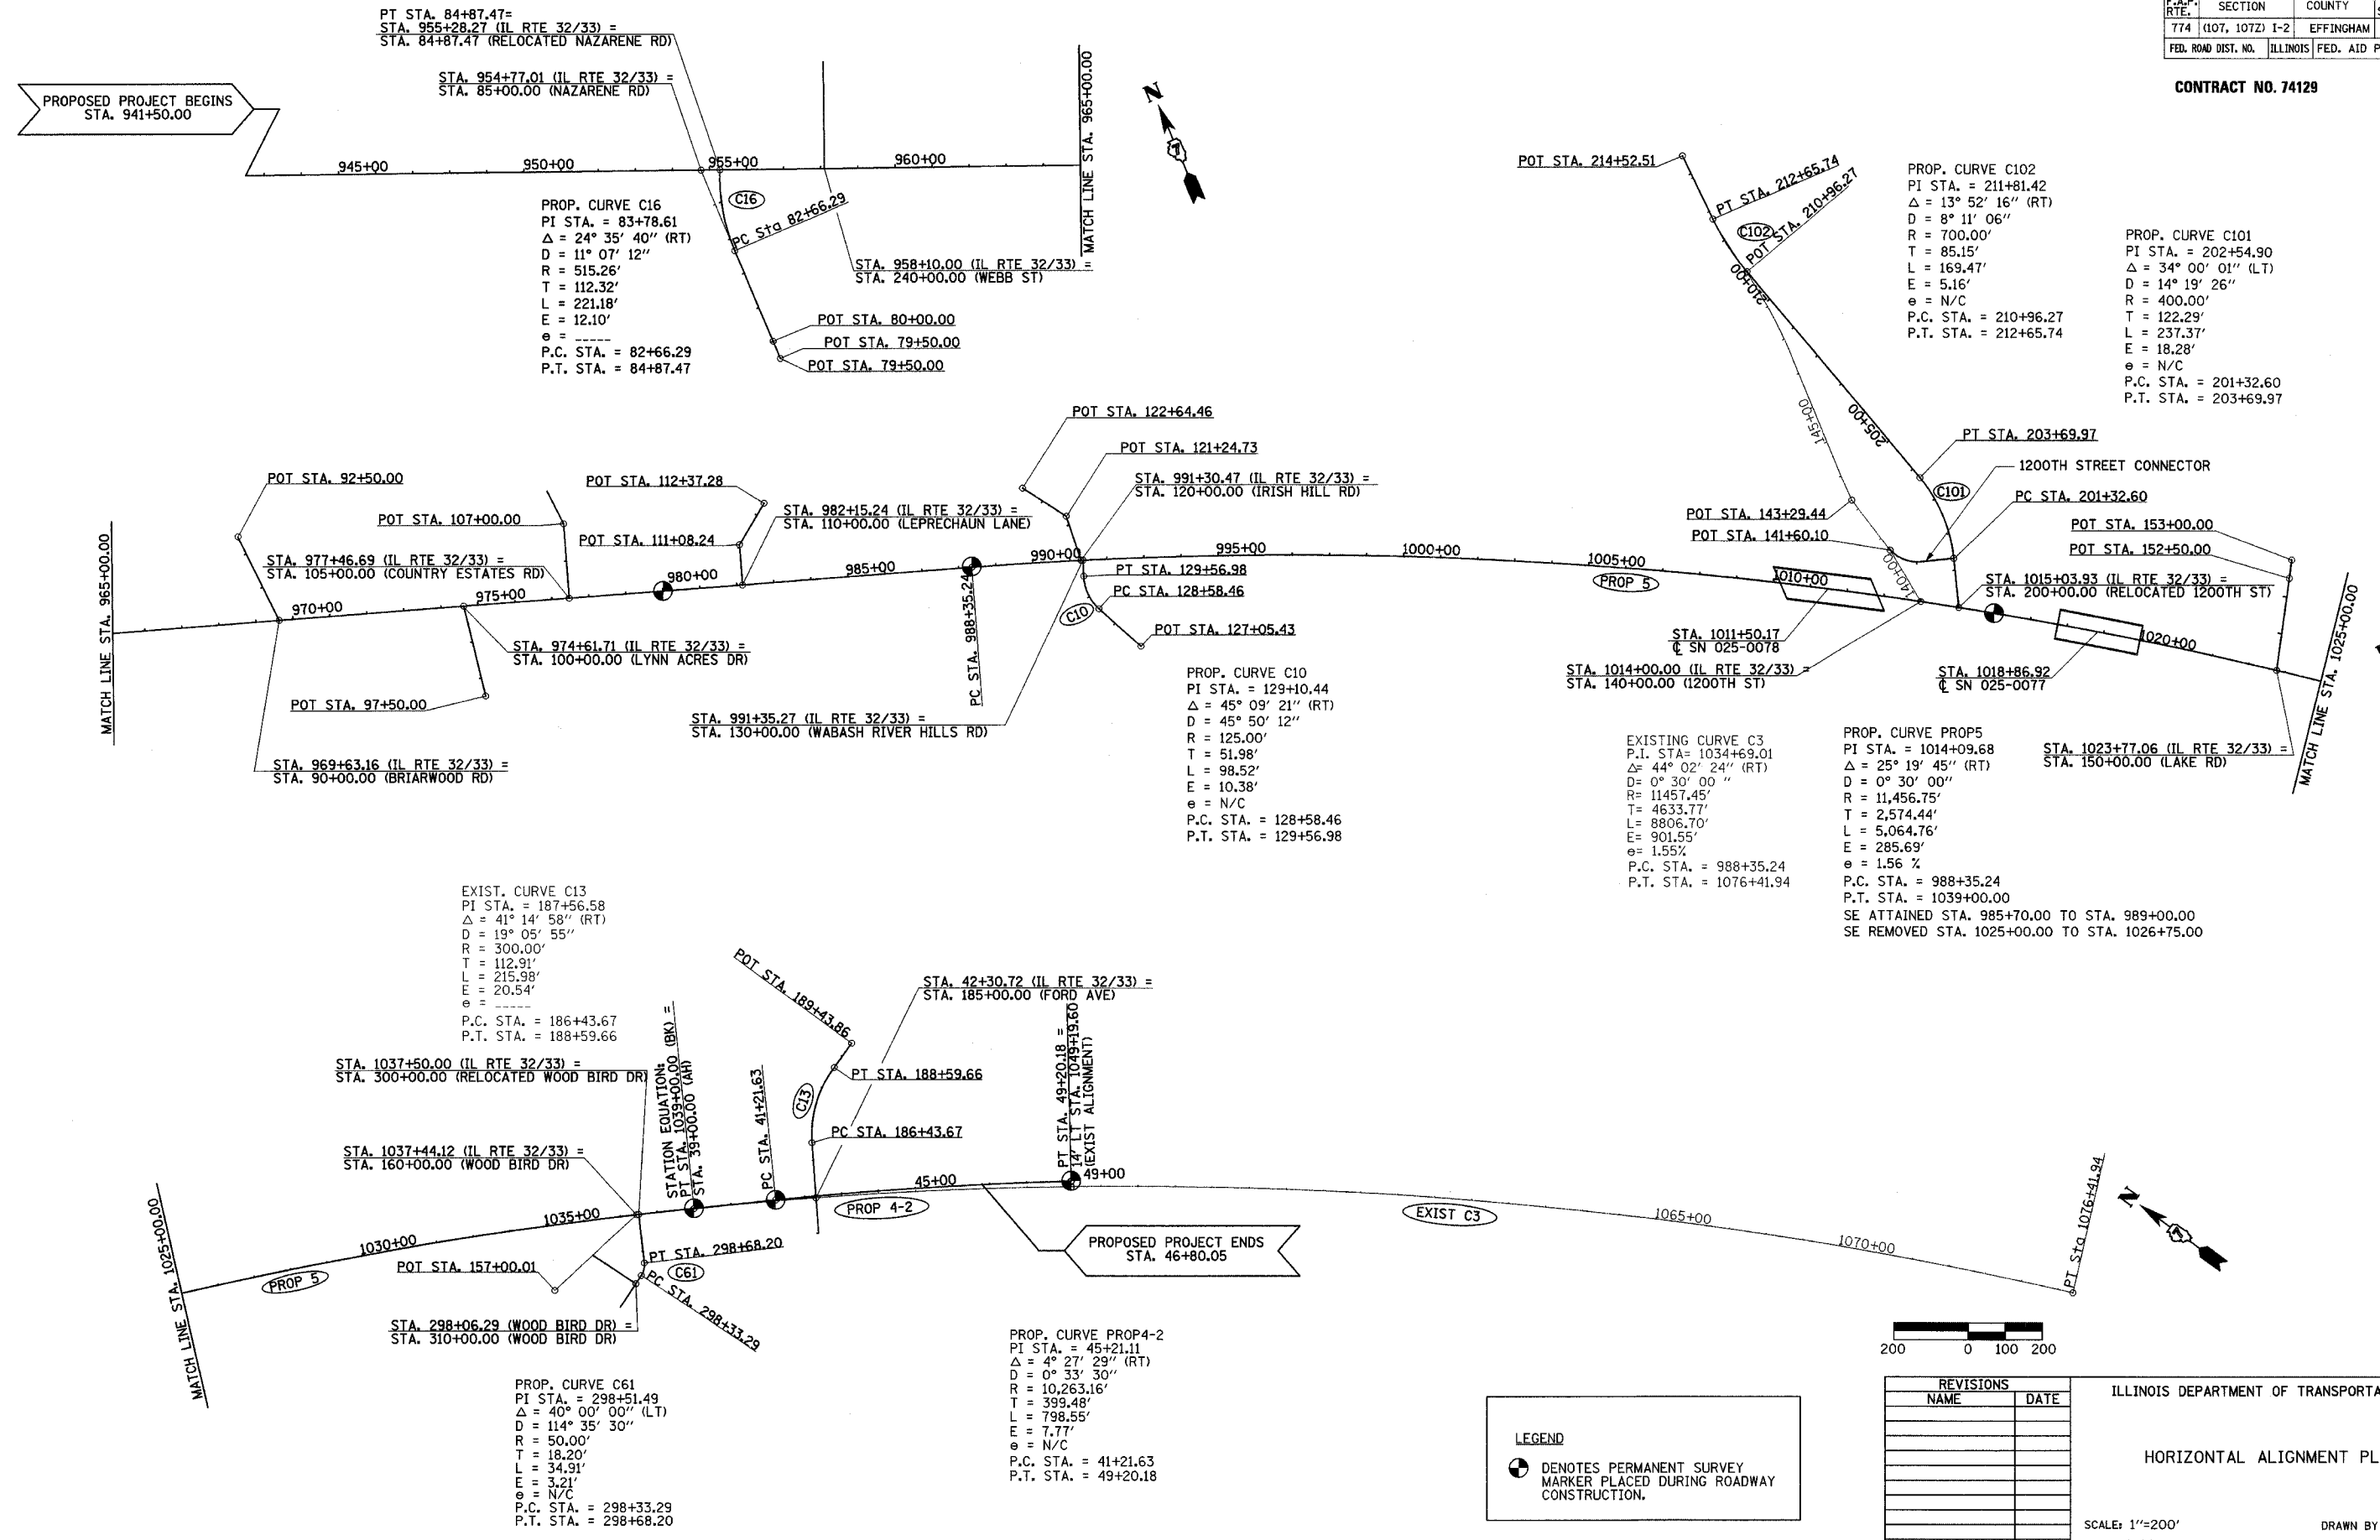 F.A.P. RTE. SECTION COUNTY
774 (107, 107Z) I-2 EFFINGHAM
FED. ROAD DIST. NO. ILLINOIS FED. AID P
CONTRACT NO. 74129
PT STA. 84+87.47=
STA. 955+28.27 (IL RTE 32/33) =
STA. 84+87.47 (RELOCATED NAZARENE RD)
STA. 954+77.01 (IL RTE 32/33) =
STA. 85+00.00 (NAZARENE RD)
PROPOSED PROJECT BEGINS
STA. 941+50.00
945+00
950+00
955+00
960+00
MATCH LINE STA. 965+00.00
N
C16
PC Sta 82+66.29
PROP. CURVE C16
PI STA. = 83+78.61
Δ = 24° 35' 40" (RT)
D = 11° 07' 12"
R = 515.26'
T = 112.32'
L = 221.18'
E = 12.10'
e = _____
P.C. STA. = 82+66.29
P.T. STA. = 84+87.47
STA. 958+10.00 (IL RTE 32/33) =
STA. 240+00.00 (WEBB ST)
POT STA. 80+00.00
POT STA. 79+50.00
POT STA. 79+50.00
POT STA. 214+52.51
PT STA. 212+65.74
POT STA. 210+96.27
C102
210+00
205+00
145+00
140+00
PROP. CURVE C102
PI STA. = 211+81.42
Δ = 13° 52' 16" (RT)
D = 8° 11' 06"
R = 700.00'
T = 85.15'
L = 169.47'
E = 5.16'
e = N/C
P.C. STA. = 210+96.27
P.T. STA. = 212+65.74
PROP. CURVE C101
PI STA. = 202+54.90
Δ = 34° 00' 01" (LT)
D = 14° 19' 26"
R = 400.00'
T = 122.29'
L = 237.37'
E = 18.28'
e = N/C
P.C. STA. = 201+32.60
P.T. STA. = 203+69.97
PT STA. 203+69.97
1200TH STREET CONNECTOR
C101
PC STA. 201+32.60
POT STA. 143+29.44
POT STA. 141+60.10
POT STA. 153+00.00
POT STA. 152+50.00
STA. 1015+03.93 (IL RTE 32/33) =
STA. 200+00.00 (RELOCATED 1200TH ST)
MATCH LINE STA. 965+00.00
POT STA. 92+50.00
POT STA. 107+00.00
POT STA. 112+37.28
POT STA. 111+08.24
STA. 977+46.69 (IL RTE 32/33) =
STA. 105+00.00 (COUNTRY ESTATES RD)
STA. 982+15.24 (IL RTE 32/33) =
STA. 110+00.00 (LEPRECHAUN LANE)
POT STA. 122+64.46
POT STA. 121+24.73
STA. 991+30.47 (IL RTE 32/33) =
STA. 120+00.00 (IRISH HILL RD)
970+00
975+00
980+00
985+00
990+00
995+00
1000+00
1005+00
PROP 5
1010+00
1020+00
PC STA. 988+35.24
PT STA. 129+56.98
PC STA. 128+58.46
C10
POT STA. 127+05.43
STA. 974+61.71 (IL RTE 32/33) =
STA. 100+00.00 (LYNN ACRES DR)
POT STA. 97+50.00
STA. 991+35.27 (IL RTE 32/33) =
STA. 130+00.00 (WABASH RIVER HILLS RD)
STA. 969+63.16 (IL RTE 32/33) =
STA. 90+00.00 (BRIARWOOD RD)
PROP. CURVE C10
PI STA. = 129+10.44
Δ = 45° 09' 21" (RT)
D = 45° 50' 12"
R = 125.00'
T = 51.98'
L = 98.52'
E = 10.38'
e = N/C
P.C. STA. = 128+58.46
P.T. STA. = 129+56.98
STA. 1011+50.17
℄ SN 025-0078
STA. 1014+00.00 (IL RTE 32/33) =
STA. 140+00.00 (1200TH ST)
STA. 1018+86.92
℄ SN 025-0077
STA. 1023+77.06 (IL RTE 32/33) =
STA. 150+00.00 (LAKE RD)
MATCH LINE STA. 1025+00.00
EXISTING CURVE C3
P.I. STA= 1034+69.01
Δ= 44° 02' 24" (RT)
D= 0° 30' 00 "
R= 11457.45'
T= 4633.77'
L= 8806.70'
E= 901.55'
e= 1.55%
P.C. STA. = 988+35.24
P.T. STA. = 1076+41.94
PROP. CURVE PROP5
PI STA. = 1014+09.68
Δ = 25° 19' 45" (RT)
D = 0° 30' 00"
R = 11,456.75'
T = 2,574.44'
L = 5,064.76'
E = 285.69'
e = 1.56 %
P.C. STA. = 988+35.24
P.T. STA. = 1039+00.00
SE ATTAINED STA. 985+70.00 TO STA. 989+00.00
SE REMOVED STA. 1025+00.00 TO STA. 1026+75.00
EXIST. CURVE C13
PI STA. = 187+56.58
Δ = 41° 14' 58" (RT)
D = 19° 05' 55"
R = 300.00'
T = 112.91'
L = 215.98'
E = 20.54'
e = _____
P.C. STA. = 186+43.67
P.T. STA. = 188+59.66
STA. 1037+50.00 (IL RTE 32/33) =
STA. 300+00.00 (RELOCATED WOOD BIRD DR)
STATION EQUATION:
PT STA. 1039+00.00 (BK) =
STA. 39+00.00 (AH)
PC STA. 41+21.63
POT STA. 189+43.86
STA. 42+30.72 (IL RTE 32/33) =
STA. 185+00.00 (FORD AVE)
C13
PT STA. 188+59.66
PC STA. 186+43.67
PT STA. 49+20.18 =
14' LT STA. 1049+19.60
(EXIST ALIGNMENT)
STA. 1037+44.12 (IL RTE 32/33) =
STA. 160+00.00 (WOOD BIRD DR)
MATCH LINE STA. 1025+00.00
1030+00
1035+00
PROP 5
45+00
49+00
PROP 4-2
EXIST C3
1065+00
1070+00
PT Sta 1076+41.94
N
POT STA. 157+00.01
PT STA. 298+68.20
C61
PC STA. 298+33.29
PROPOSED PROJECT ENDS
STA. 46+80.05
STA. 298+06.29 (WOOD BIRD DR) =
STA. 310+00.00 (WOOD BIRD DR)
PROP. CURVE C61
PI STA. = 298+51.49
Δ = 40° 00' 00" (LT)
D = 114° 35' 30"
R = 50.00'
T = 18.20'
L = 34.91'
E = 3.21'
e = N/C
P.C. STA. = 298+33.29
P.T. STA. = 298+68.20
PROP. CURVE PROP4-2
PI STA. = 45+21.11
Δ = 4° 27' 29" (RT)
D = 0° 33' 30"
R = 10,263.16'
T = 399.48'
L = 798.55'
E = 7.77'
e = N/C
P.C. STA. = 41+21.63
P.T. STA. = 49+20.18
LEGEND
DENOTES PERMANENT SURVEY
MARKER PLACED DURING ROADWAY
CONSTRUCTION.
200 0 100 200
REVISIONS
NAME DATE
ILLINOIS DEPARTMENT OF TRANSPORTA
HORIZONTAL ALIGNMENT PL
SCALE: 1"=200' DRAWN BY